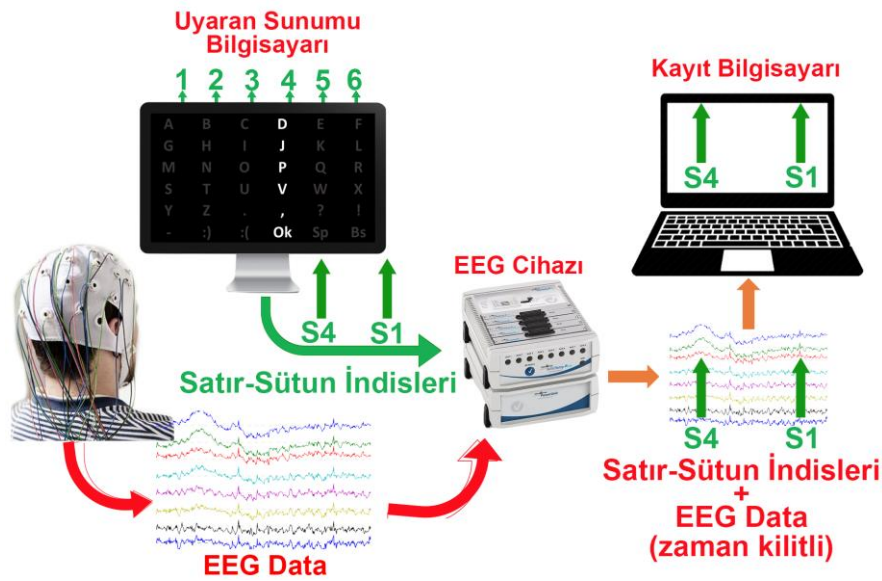 Uyaran Sunumu
Bilgisayarı
1 2 3 4 5 6
A B C D E F
G H I J K L
M N O P Q R
S T U V W X
Y Z . , ? !
- :) :( Ok Sp Bs
S4 S1
Satır-Sütun İndisleri
EEG Data
EEG Cihazı
Kayıt Bilgisayarı
S4 S1
S4 S1
Satır-Sütun İndisleri
+
EEG Data
(zaman kilitli)